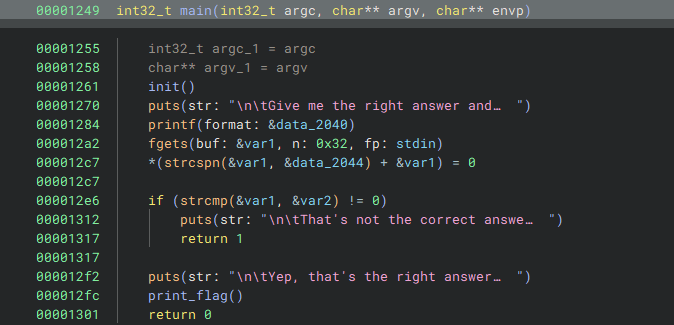 00001249 int32_t main(int32_t argc, char** argv, char** envp)
00001255 int32_t argc_1 = argc
00001258 char** argv_1 = argv
00001261 init()
00001270 puts(str: "\n\tGive me the right answer and… ")
00001284 printf(format: &data_2040)
000012a2 fgets(buf: &var1, n: 0x32, fp: stdin)
000012c7 *(strcspn(&var1, &data_2044) + &var1) = 0
000012c7
000012e6 if (strcmp(&var1, &var2) != 0)
00001312 puts(str: "\n\tThat's not the correct answe… ")
00001317 return 1
00001317
000012f2 puts(str: "\n\tYep, that's the right answer… ")
000012fc print_flag()
00001301 return 0